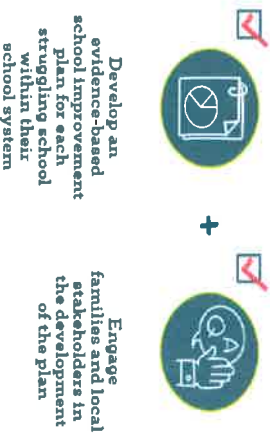 Develop an
evidence-based
school improvement
plan for each
struggling school
within their
school system
+
Engage
families and local
stakeholders in
the development
of the plan